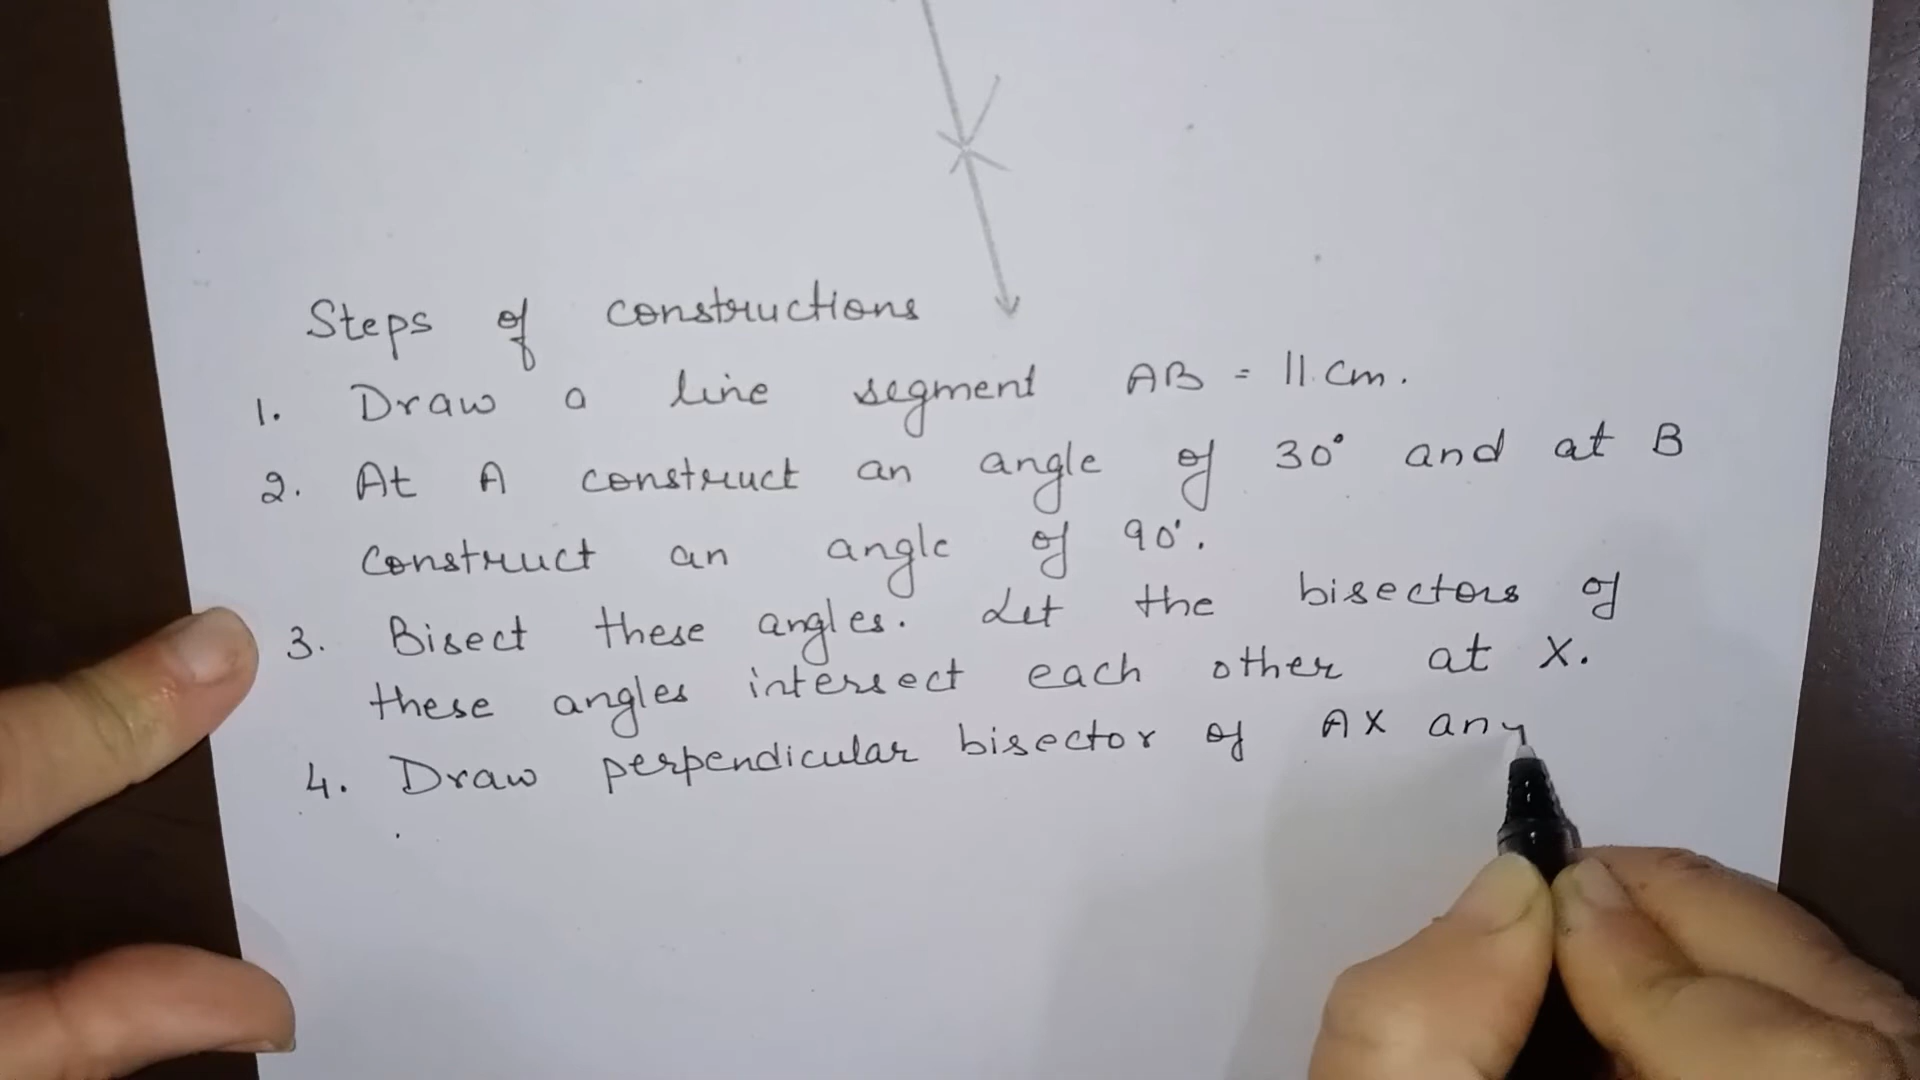 Steps of constructions
1. Draw a line segment AB = 11 cm.
2. At A construct an angle of 30° and at B
construct an angle of 90°.
3. Bisect these angles. Let the bisectors of
these angles intersect each other at X.
4. Draw perpendicular bisector of AX